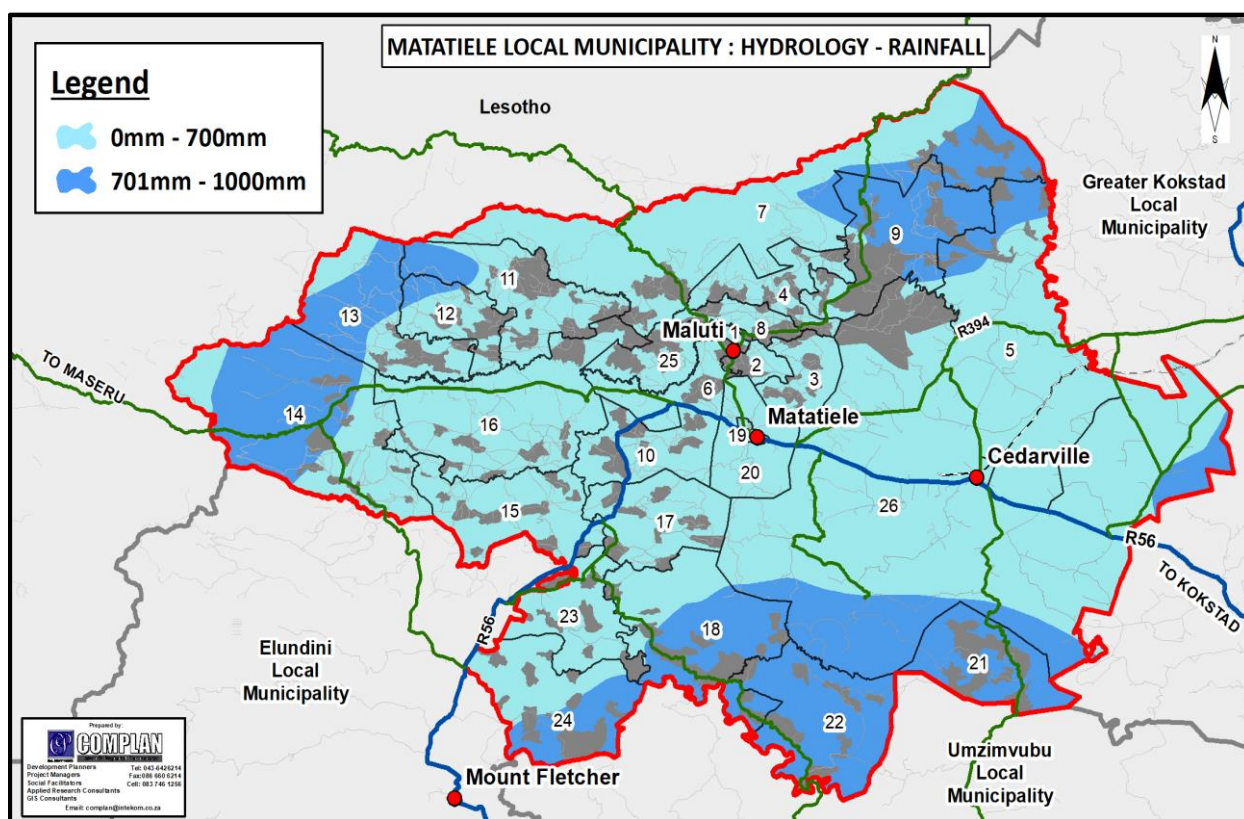 MATATIELE LOCAL MUNICIPALITY : HYDROLOGY - RAINFALL
Legend
0mm - 700mm
701mm - 1000mm
N
S
Lesotho
Greater Kokstad
Local
Municipality
7
9
11
4
13
12
Maluti
1
8
R394
5
25
2
3
6
TO MASERU
14
16
Matatiele
19
10
20
Cedarville
26
15
17
R56
TO KOKSTAD
23
R56
18
Elundini
Local
Municipality
21
24
22
Umzimvubu
Local
Municipality
Mount Fletcher
Prepared by:
COMPLAN
Development Planners
Project Managers
Social Facilitators
Applied Research Consultants
GIS Consultants
Tel: 043-6426214
Fax:086 660 6214
Cell: 083 746 1256
Email: complan@intekom.co.za